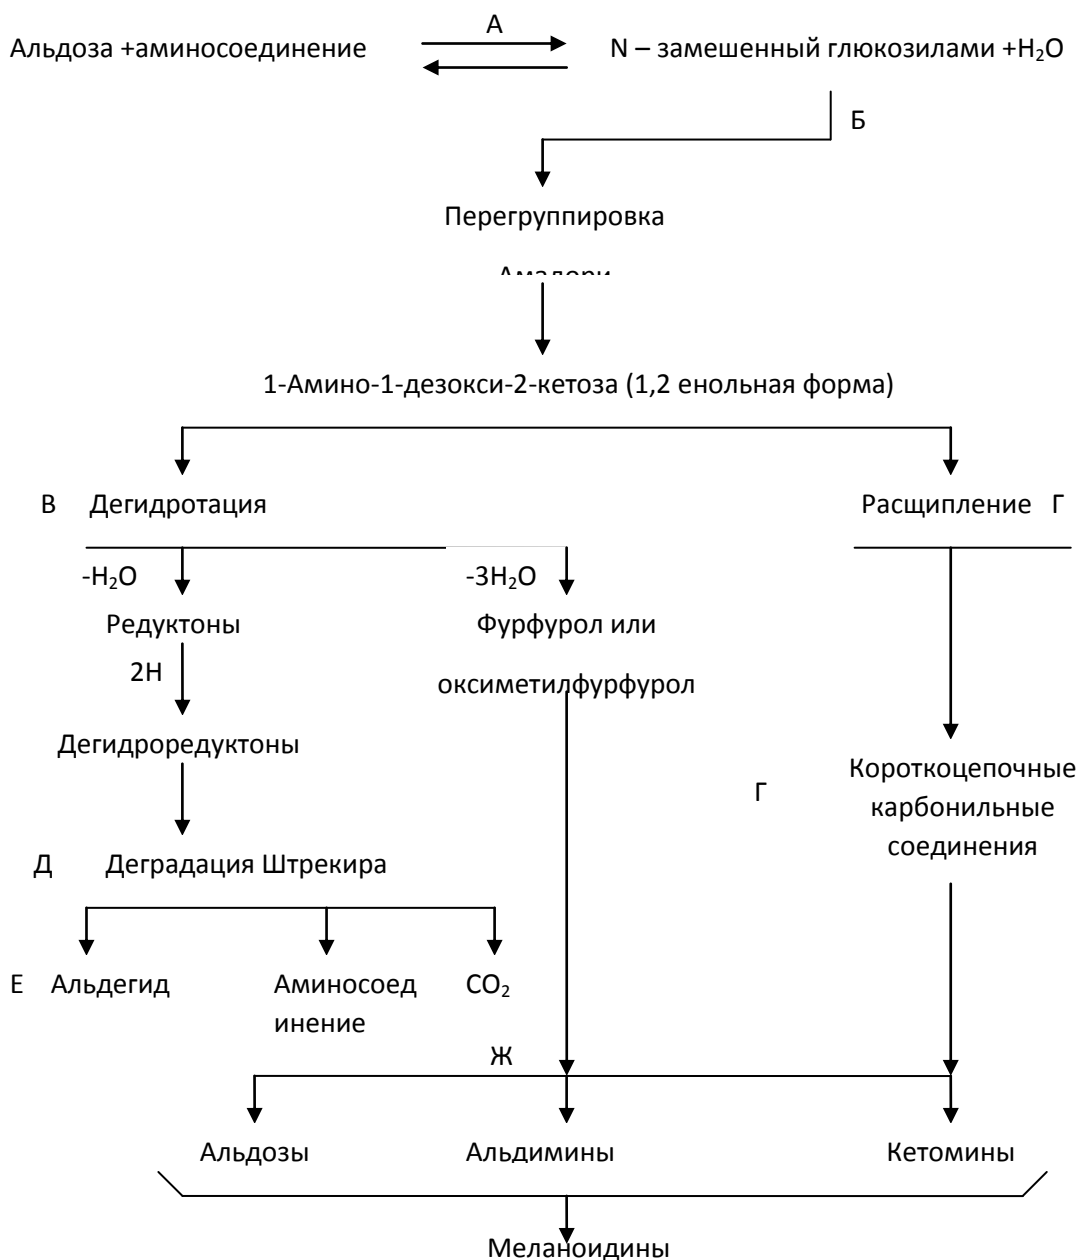 А
Альдоза +аминосоединение N – замешенный глюкозилами +H₂O
Б
Перегруппировка
Амадори
1-Амино-1-дезокси-2-кетоза (1,2 енольная форма)
В Дегидротация Расщипление Г
-H₂O -3H₂O
Редуктоны Фурфурол или
2Н оксиметилфурфурол
Дегидроредуктоны
Короткоцепочные
Г карбонильные
соединения
Д Деградация Штрекира
Е Альдегид Аминосоед CO₂
инение
Ж
Альдозы Альдимины Кетомины
Меланоидины